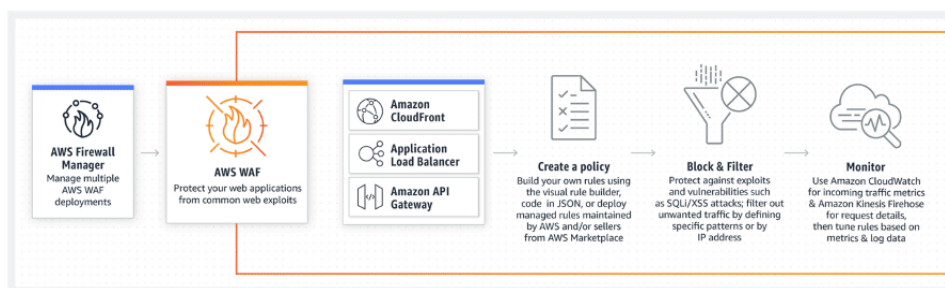 AWS Firewall
Manager
Manage multiple
AWS WAF
deployments
AWS WAF
Protect your web applications
from common web exploits
Amazon
CloudFront
Application
Load Balancer
Amazon API
Gateway
Create a policy
Build your own rules using
the visual rule builder,
code in JSON, or deploy
managed rules maintained
by AWS and/or sellers
from AWS Marketplace
Block & Filter
Protect against exploits
and vulnerabilities such
as SQLi/XSS attacks; filter out
unwanted traffic by defining
specific patterns or by
IP address
Monitor
Use Amazon CloudWatch
for incoming traffic metrics
& Amazon Kinesis Firehose
for request details,
then tune rules based on
metrics & log data